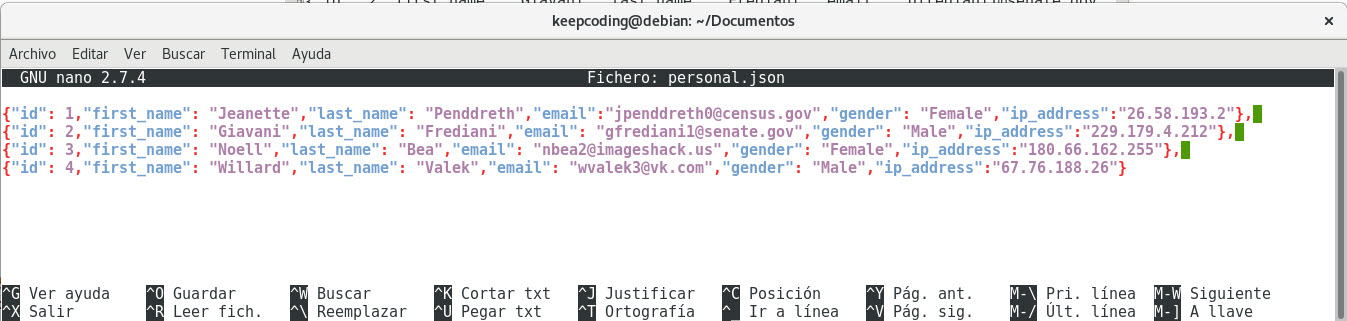 keepcoding@debian: ~/Documentos
Archivo Editar Ver Buscar Terminal Ayuda
GNU nano 2.7.4 Fichero: personal.json
{"id": 1,"first_name": "Jeanette","last_name": "Penddreth","email":"jpenddreth0@census.gov","gender": "Female","ip_address":"26.58.193.2"},
{"id": 2,"first_name": "Giavani","last_name": "Frediani","email": "gfrediani1@senate.gov","gender": "Male","ip_address":"229.179.4.212"},
{"id": 3,"first_name": "Noell","last_name": "Bea","email": "nbea2@imageshack.us","gender": "Female","ip_address":"180.66.162.255"},
{"id": 4,"first_name": "Willard","last_name": "Valek","email": "wvalek3@vk.com","gender": "Male","ip_address":"67.76.188.26"}
^G Ver ayuda ^O Guardar ^W Buscar ^K Cortar txt ^J Justificar ^C Posición ^Y Pág. ant. M-\ Pri. línea M-W Siguiente
^X Salir ^R Leer fich. ^\ Reemplazar ^U Pegar txt ^T Ortografía ^_ Ir a línea ^V Pág. sig. M-/ Últ. línea M-] A llave